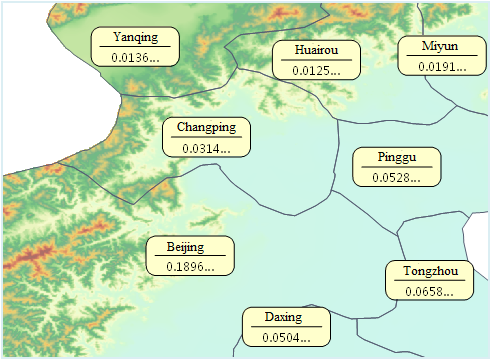 Yanqing
0.0136...
Huairou
0.0125...
Miyun
0.0191...
Changping
0.0314...
Pinggu
0.0528...
Beijing
0.1896...
Tongzhou
0.0658...
Daxing
0.0504...